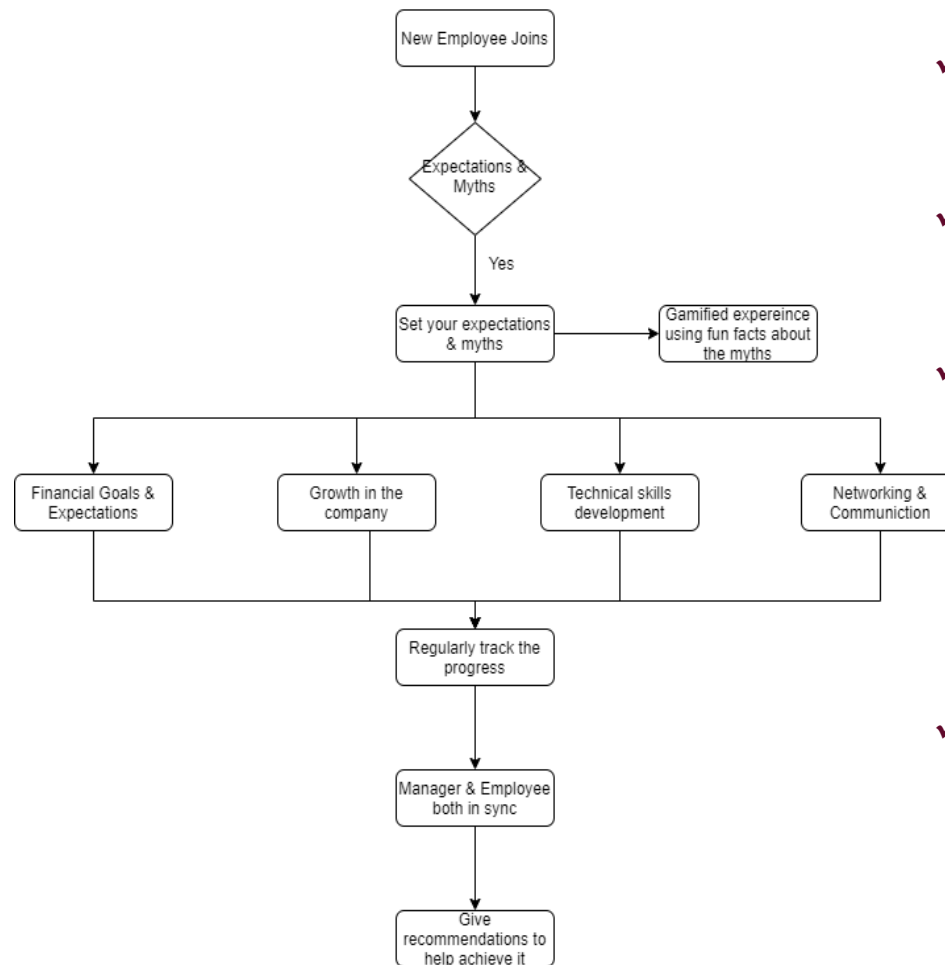 New Employee Joins
Expectations &
Myths
Yes
Set your expectations
& myths
Gamified expereince
using fun facts about
the myths
Financial Goals &
Expectations
Growth in the
company
Technical skills
development
Networking &
Communiction
Regularly track the
progress
Manager & Employee
both in sync
Give
recommendations to
help achieve it